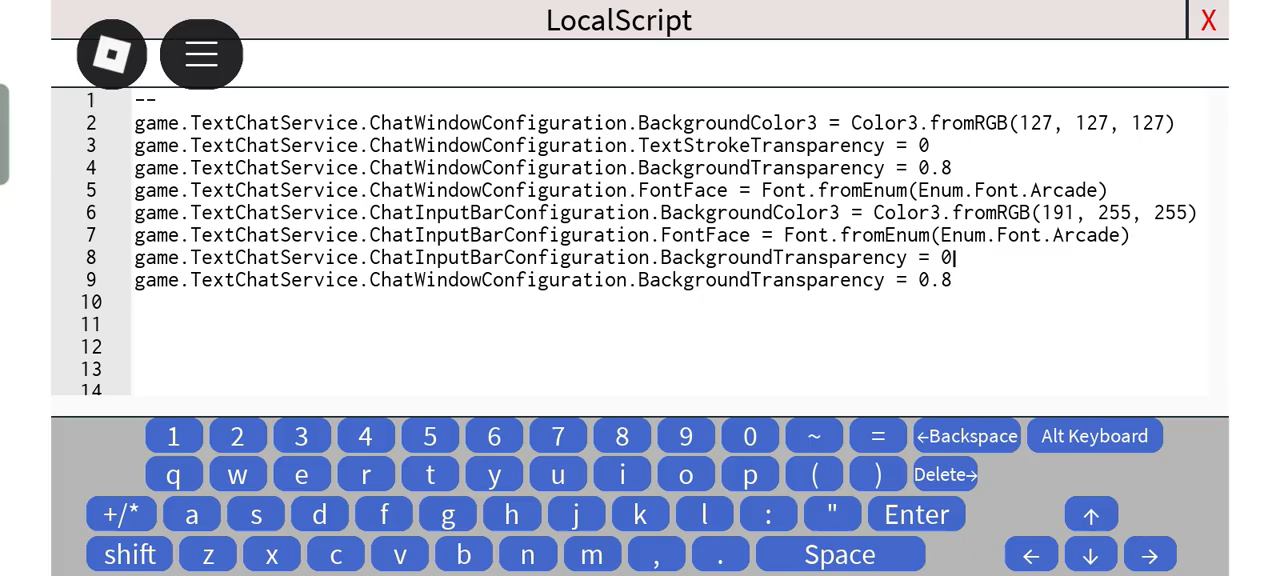 LocalScript
X
1 --
2 game.TextChatService.ChatWindowConfiguration.BackgroundColor3 = Color3.fromRGB(127, 127, 127)
3 game.TextChatService.ChatWindowConfiguration.TextStrokeTransparency = 0
4 game.TextChatService.ChatWindowConfiguration.BackgroundTransparency = 0.8
5 game.TextChatService.ChatWindowConfiguration.FontFace = Font.fromEnum(Enum.Font.Arcade)
6 game.TextChatService.ChatInputBarConfiguration.BackgroundColor3 = Color3.fromRGB(191, 255, 255)
7 game.TextChatService.ChatInputBarConfiguration.FontFace = Font.fromEnum(Enum.Font.Arcade)
8 game.TextChatService.ChatInputBarConfiguration.BackgroundTransparency = 0
9 game.TextChatService.ChatWindowConfiguration.BackgroundTransparency = 0.8
10
11
12
13
14
1 2 3 4 5 6 7 8 9 0 ~ = ←Backspace Alt Keyboard
q w e r t y u i o p ( ) Delete→
+/* a s d f g h j k l : " Enter ↑
shift z x c v b n m , . Space ← ↓ →